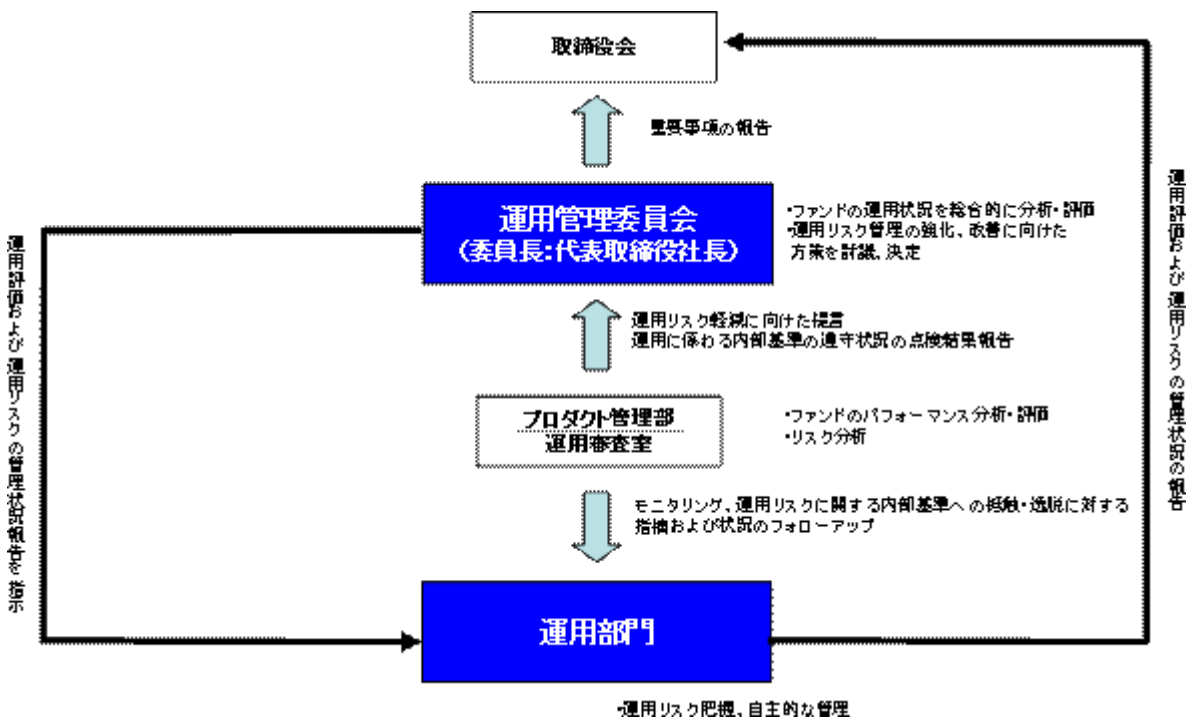 取締役会
重要事項の報告
運用管理委員会
(委員長:代表取締役社長)
・ファンドの運用状況を総合的に分析・評価
・運用リスク管理の強化、改善に向けた
方策を討議、決定
運用リスク軽減に向けた提言
運用に係わる内部基準の遵守状況の点検結果報告
プロダクト管理部
運用審査室
・ファンドのパフォーマンス分析・評価
・リスク分析
モニタリング、運用リスクに関する内部基準への抵触・逸脱に対する
指摘および状況のフォローアップ
運用部門
・運用リスク把握、自主的な管理
運用評価および運用リスクの管理状況報告を指示
運用評価および運用リスクの管理状況の報告